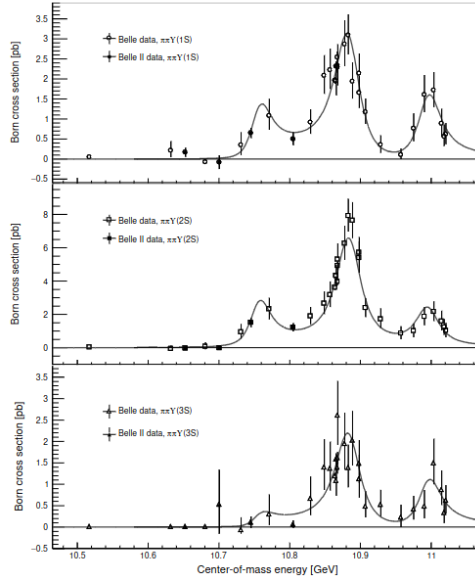 Born cross section [pb]
3.5
3
2.5
2
1.5
1
0.5
0
−0.5
Belle data, ππΥ(1S)
Belle II data, ππΥ(1S)
Born cross section [pb]
8
6
4
2
0
Belle data, ππΥ(2S)
Belle II data, ππΥ(2S)
Born cross section [pb]
3.5
3
2.5
2
1.5
1
0.5
0
−0.5
Belle data, ππΥ(3S)
Belle II data, ππΥ(3S)
10.5 10.6 10.7 10.8 10.9 11
Center-of-mass energy [GeV]